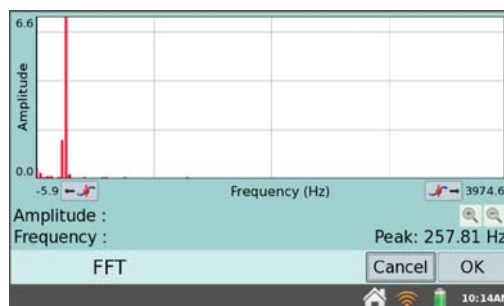 6.6
Amplitude
0.0
-5.9
Frequency (Hz)
3974.6
Amplitude :
Frequency :
Peak: 257.81 Hz
FFT
Cancel
OK
10:14AM